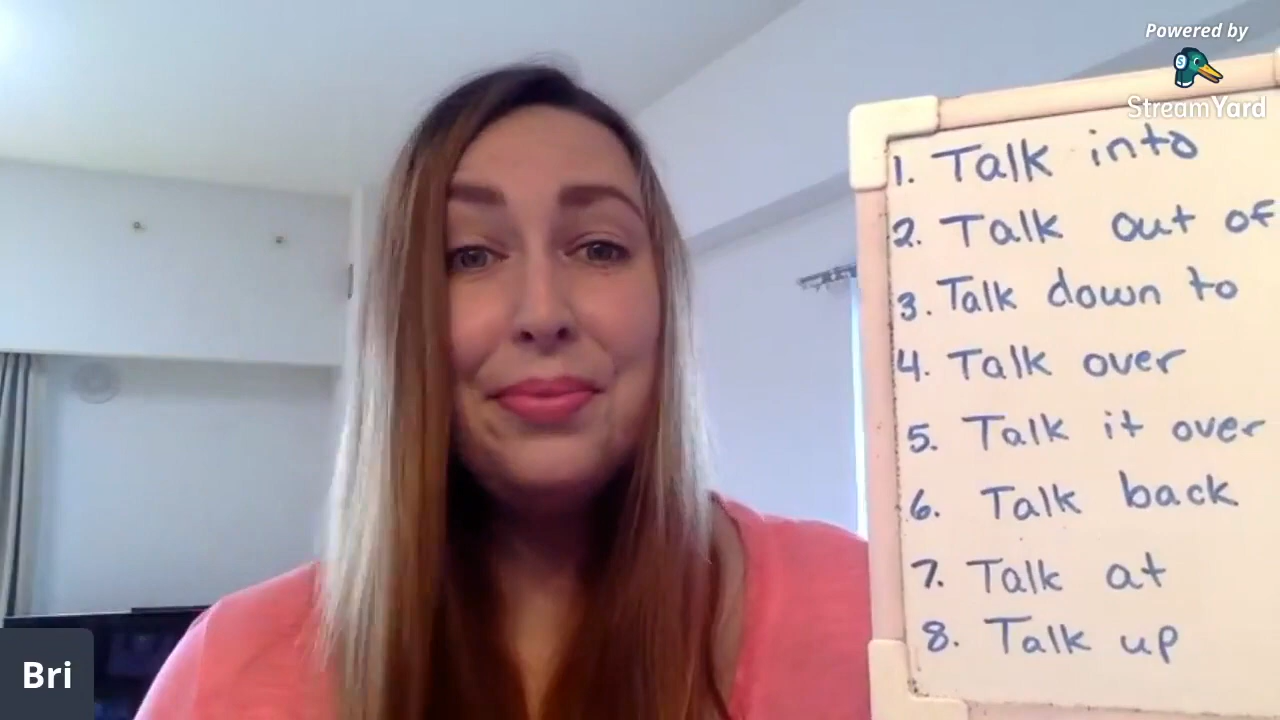 Powered by
StreamYard
1. Talk into
2. Talk out of
3. Talk down to
4. Talk over
5. Talk it over
6. Talk back
7. Talk at
8. Talk up
Bri